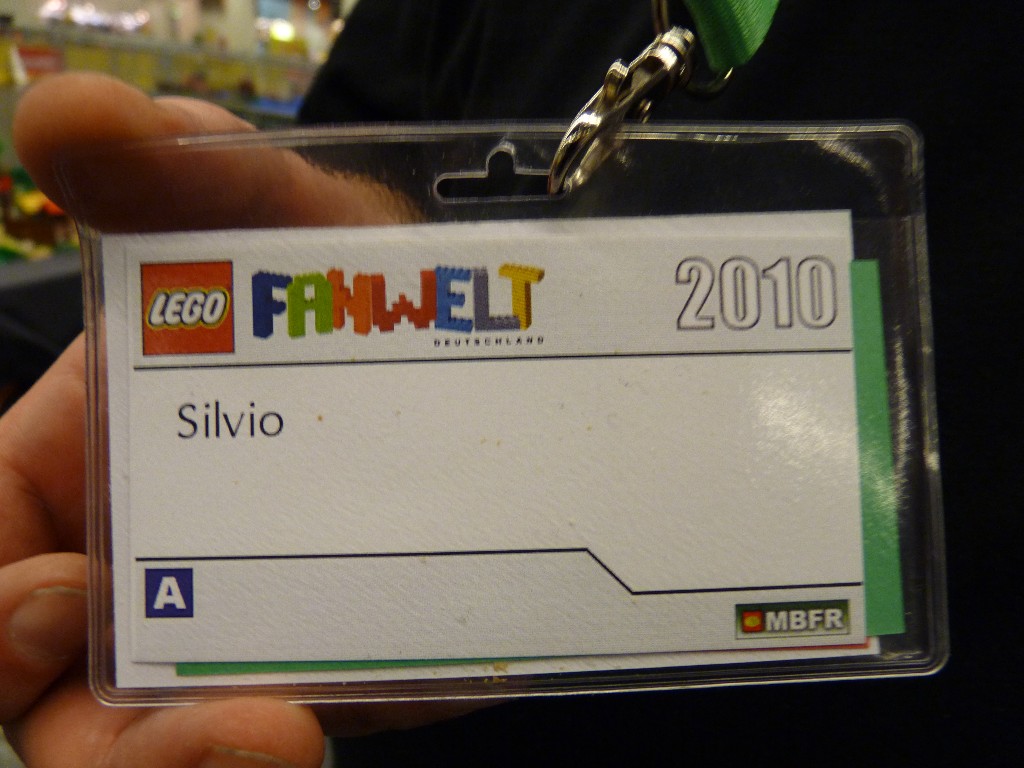 LEGO FANWELT 2010
DEUTSCHLAND
Silvio
A
MBFR